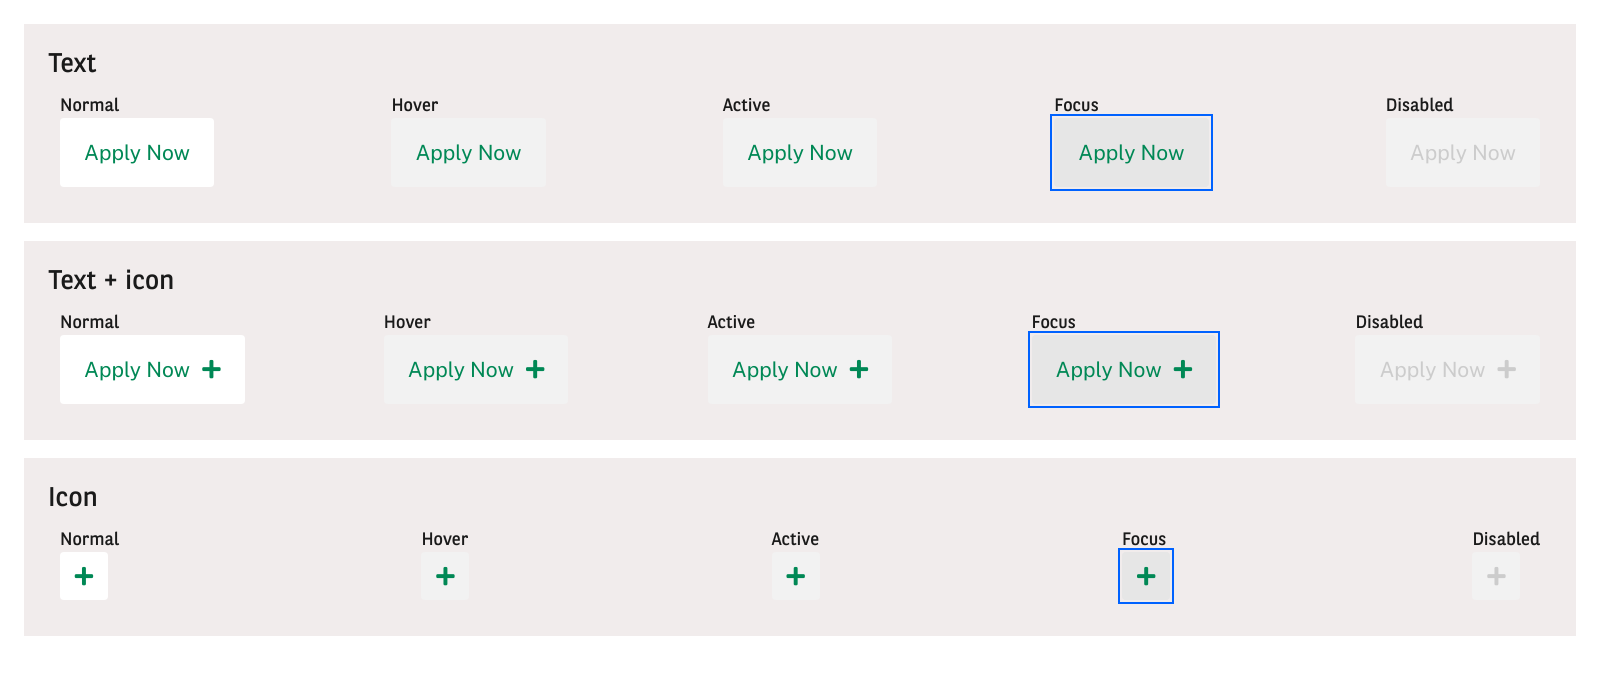 Text
Normal Hover Active Focus Disabled
Apply Now Apply Now Apply Now Apply Now Apply Now
Text + icon
Normal Hover Active Focus Disabled
Apply Now Apply Now Apply Now Apply Now Apply Now
Icon
Normal Hover Active Focus Disabled